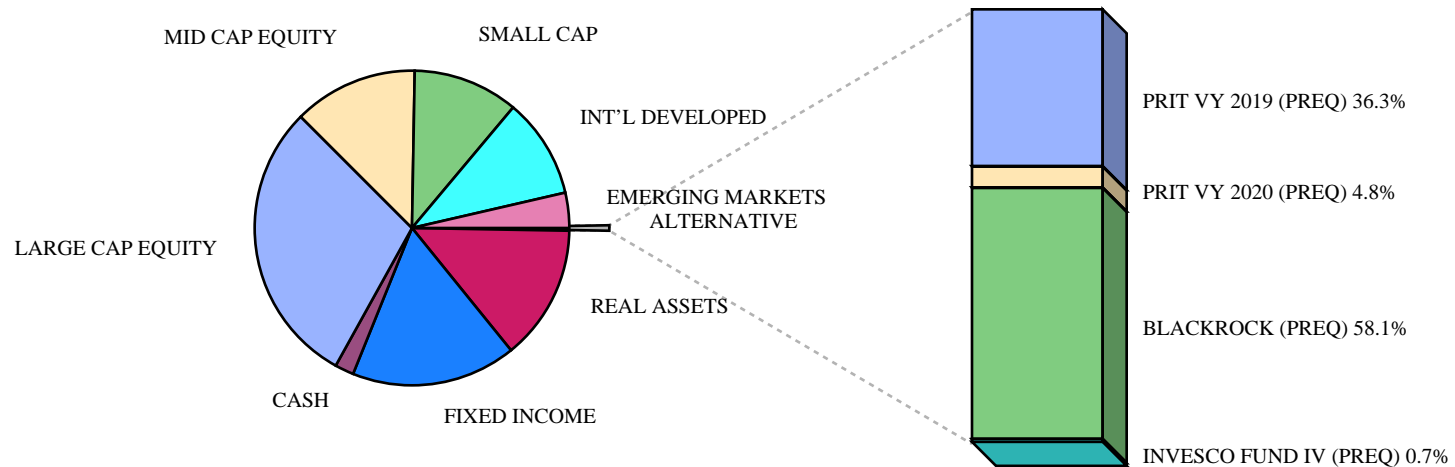 MID CAP EQUITY
SMALL CAP
INT'L DEVELOPED
EMERGING MARKETS
ALTERNATIVE
LARGE CAP EQUITY
REAL ASSETS
CASH
FIXED INCOME
PRIT VY 2019 (PREQ) 36.3%
PRIT VY 2020 (PREQ) 4.8%
BLACKROCK (PREQ) 58.1%
INVESCO FUND IV (PREQ) 0.7%